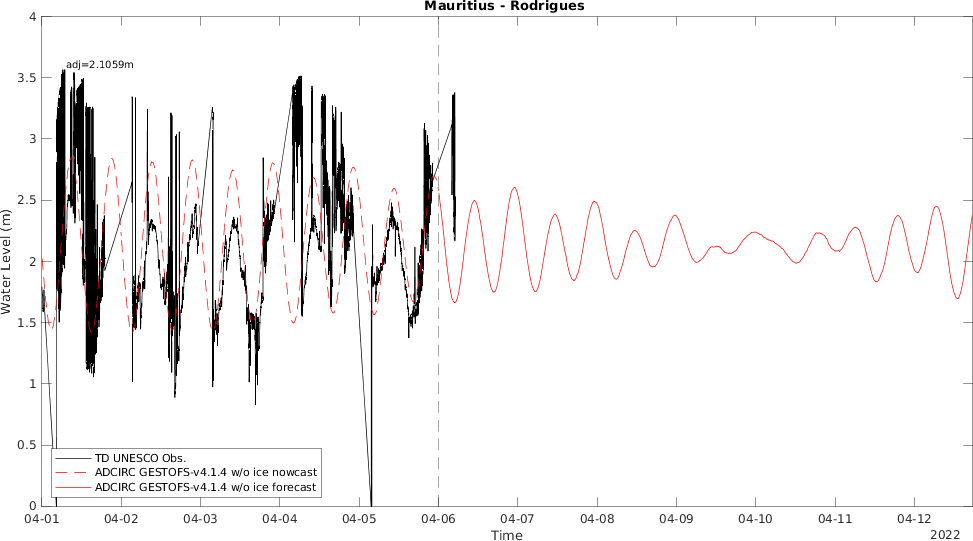 Mauritius - Rodrigues
4
3.5
3
2.5
2
1.5
1
0.5
0
Water Level (m)
adj=2.1059m
TD UNESCO Obs.
ADCIRC GESTOFS-v4.1.4 w/o ice nowcast
ADCIRC GESTOFS-v4.1.4 w/o ice forecast
04-01 04-02 04-03 04-04 04-05 04-06 04-07 04-08 04-09 04-10 04-11 04-12
Time
2022